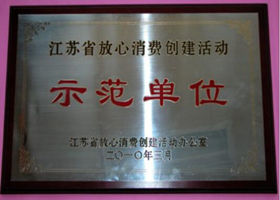 江苏省放心消费创建活动
示范单位
江苏省放心消费创建活动办公室
二〇一〇年三月